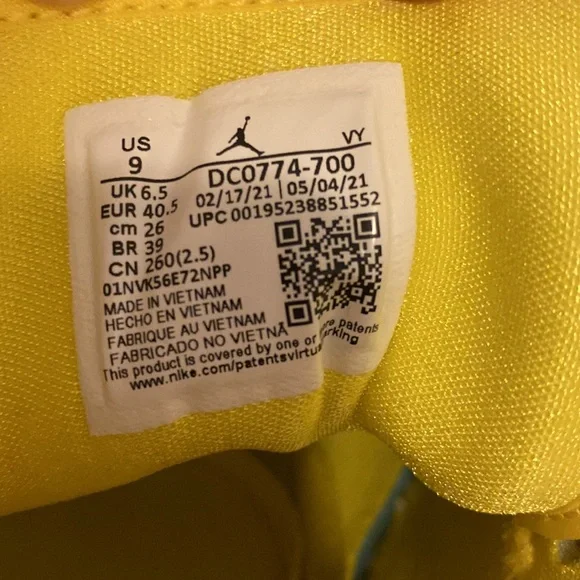 US
9
VY
DC0774-700
UK 6.5
02/17/21 | 05/04/21
EUR 40.5
UPC 00195238851552
cm 26
BR 39
CN 260(2.5)
01NVK56E72NPP
MADE IN VIETNAM
HECHO EN VIETNAM
FABRIQUE AU VIETNAM
FABRICADO NO VIETNÃ
This product is covered by one or patents
www.nike.com/patentsvirtu arking